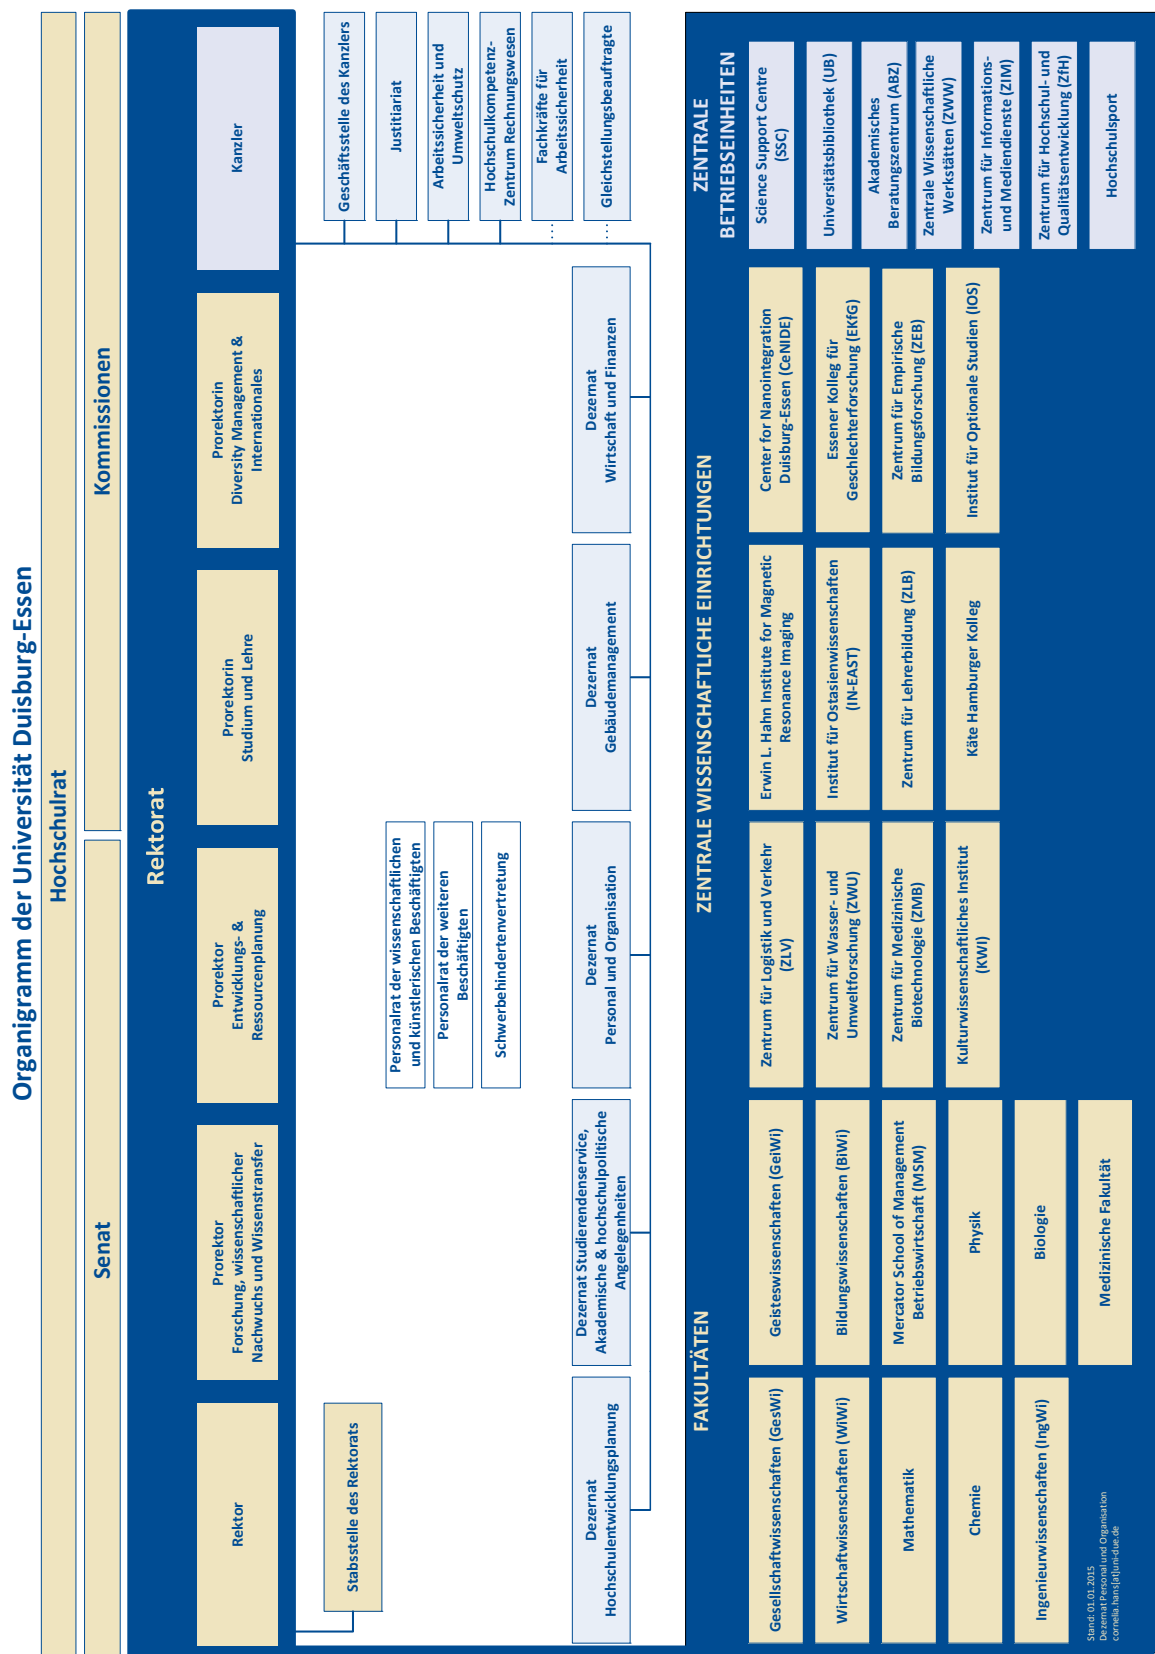 Organigramm der Universität Duisburg-Essen
Hochschulrat
Senat
Kommissionen
Rektorat
Rektor
Prorektor
Forschung, wissenschaftlicher
Nachwuchs und Wissenstransfer
Prorektor
Entwicklungs- &
Ressourcenplanung
Prorektorin
Studium und Lehre
Prorektorin
Diversity Management &
Internationales
Kanzler
Stabsstelle des Rektorats
Personalrat der wissenschaftlichen
und künstlerischen Beschäftigten
Personalrat der weiteren
Beschäftigten
Schwerbehindertenvertretung
Geschäftsstelle des Kanzlers
Justitiariat
Arbeitssicherheit und
Umweltschutz
Hochschulkompetenz-
Zentrum Rechnungswesen
Fachkräfte für
Arbeitssicherheit
Gleichstellungsbeauftragte
Dezernat
Hochschulentwicklungsplanung
Dezernat Studierendenservice,
Akademische & hochschulpolitische
Angelegenheiten
Dezernat
Personal und Organisation
Dezernat
Gebäudemanagement
Dezernat
Wirtschaft und Finanzen
FAKULTÄTEN
Gesellschaftwissenschaften (GesWi)
Geisteswissenschaften (GeiWi)
Wirtschaftwissenschaften (WiWi)
Bildungswissenschaften (BiWi)
Mathematik
Mercator School of Management
Betriebswirtschaft (MSM)
Chemie
Physik
Ingenieurwissenschaften (IngWi)
Biologie
Medizinische Fakultät
ZENTRALE WISSENSCHAFTLICHE EINRICHTUNGEN
Zentrum für Logistik und Verkehr
(ZLV)
Erwin L. Hahn Institute for Magnetic
Resonance Imaging
Center for Nanointegration
Duisburg-Essen (CeNIDE)
Zentrum für Wasser- und
Umweltforschung (ZWU)
Institut für Ostasienwissenschaften
(IN-EAST)
Essener Kolleg für
Geschlechterforschung (EKfG)
Zentrum für Medizinische
Biotechnologie (ZMB)
Zentrum für Lehrerbildung (ZLB)
Zentrum für Empirische
Bildungsforschung (ZEB)
Kulturwissenschaftliches Institut
(KWI)
Käte Hamburger Kolleg
Institut für Optionale Studien (IOS)
ZENTRALE
BETRIEBSEINHEITEN
Science Support Centre
(SSC)
Universitätsbibliothek (UB)
Akademisches
Beratungszentrum (ABZ)
Zentrale Wissenschaftliche
Werkstätten (ZWW)
Zentrum für Informations-
und Mediendienste (ZIM)
Zentrum für Hochschul- und
Qualitätsentwicklung (ZfH)
Hochschulsport
Stand: 01.01.2015
Dezernat Personal und Organisation
cornelia.hans[at]uni-due.de